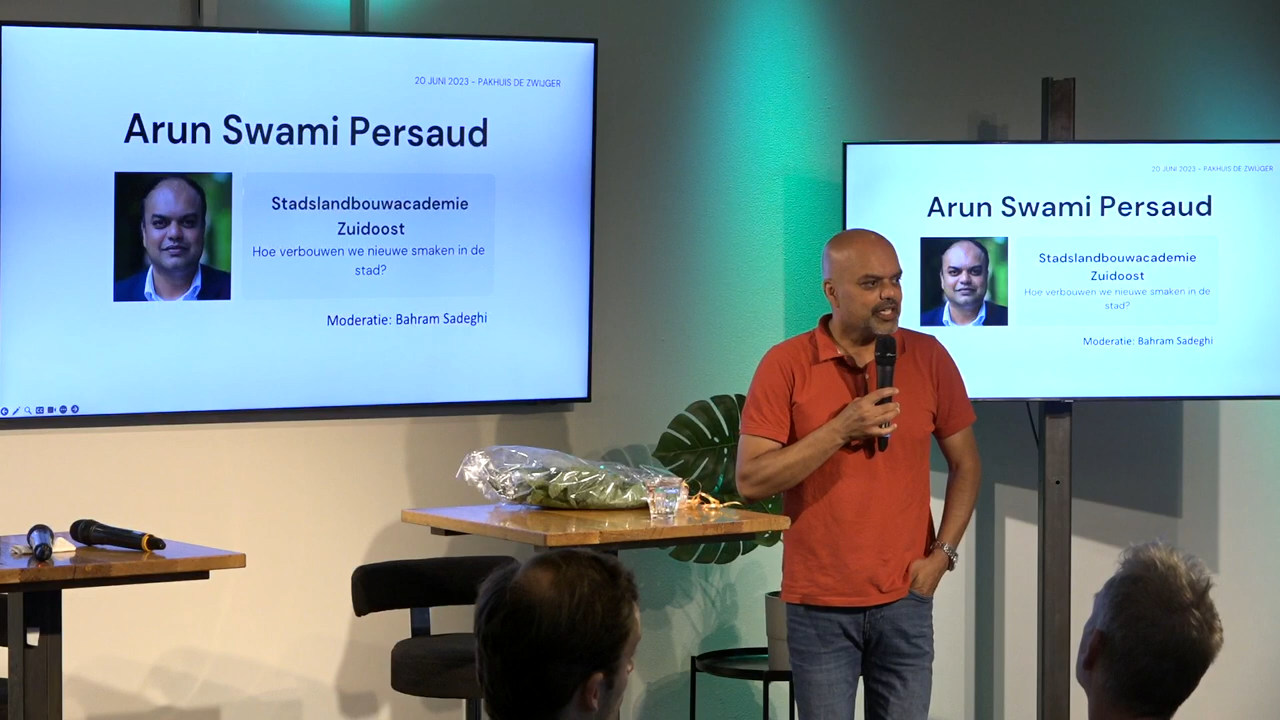 20 JUNI 2023 - PAKHUIS DE ZWIJGER
Arun Swami Persaud
Stadslandbouwacademie
Zuidoost
Hoe verbouwen we nieuwe smaken in de
stad?
Moderatie: Bahram Sadeghi
20 JUNI 2023 - PAKHUIS DE ZWIJGER
Arun Swami Persaud
Stadslandbouwacademie
Zuidoost
Hoe verbouwen we nieuwe smaken in de
stad?
Moderatie: Bahram Sadeghi